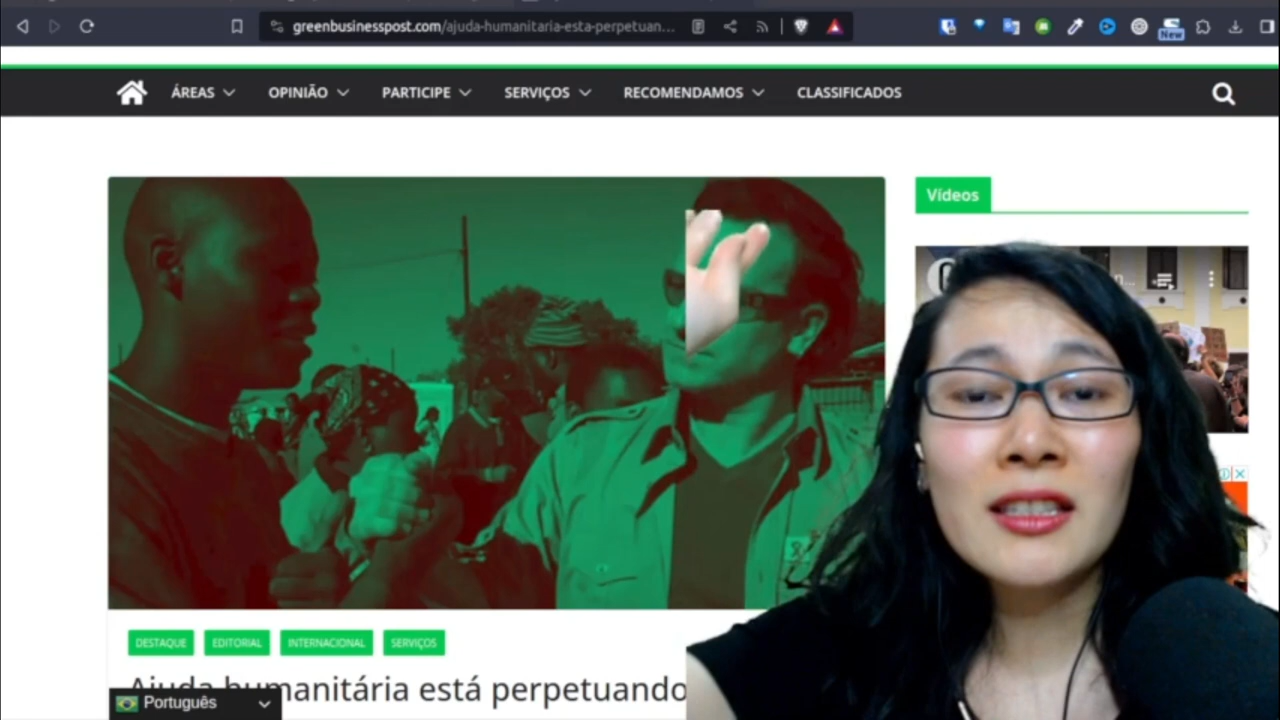 greenbusinesspost.com/ajuda-humanitaria-esta-perpetuan...
New
ÁREAS
OPINIÃO
PARTICIPE
SERVIÇOS
RECOMENDAMOS
CLASSIFICADOS
Vídeos
DESTAQUE
EDITORIAL
INTERNACIONAL
SERVIÇOS
Ajuda humanitária está perpetuando
Português